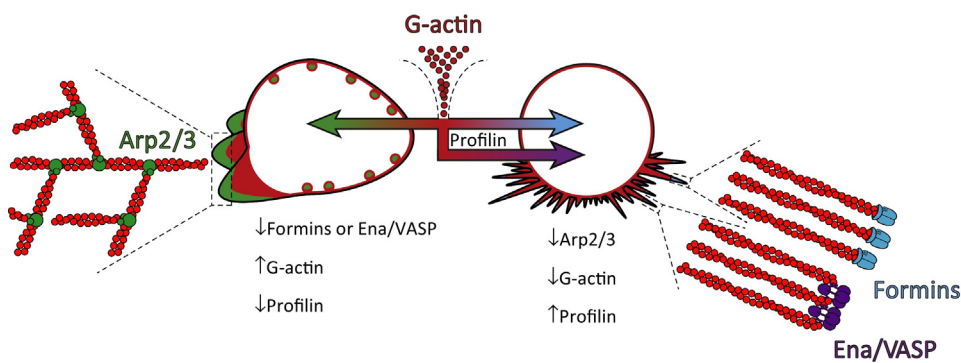 G-actin
Arp2/3
Profilin
↓Formins or Ena/VASP
↑G-actin
↓Profilin
↓Arp2/3
↓G-actin
↑Profilin
Formins
Ena/VASP